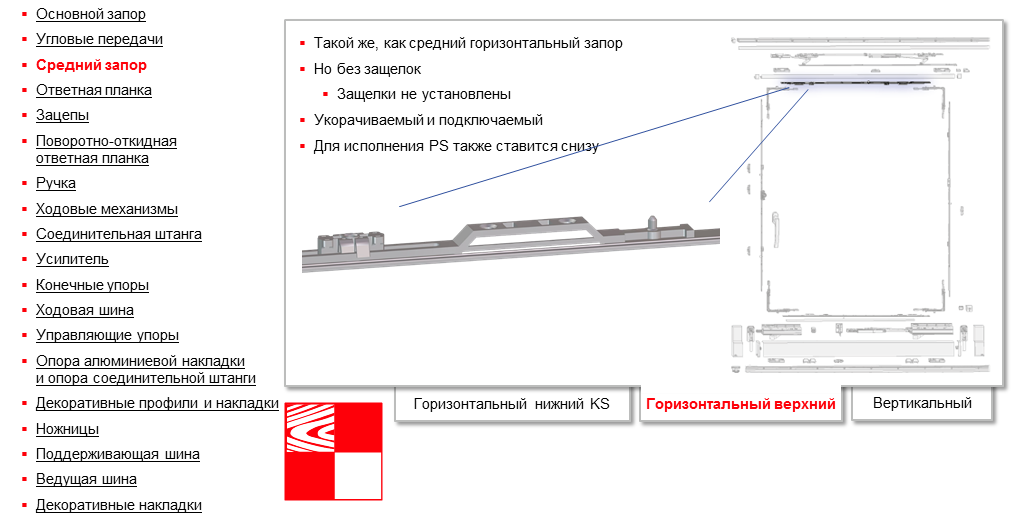 Основной запор
Угловые передачи
Средний запор
Ответная планка
Зацепы
Поворотно-откидная
ответная планка
Ручка
Ходовые механизмы
Соединительная штанга
Усилитель
Конечные упоры
Ходовая шина
Управляющие упоры
Опора алюминиевой накладки
и опора соединительной штанги
Декоративные профили и накладки
Ножницы
Поддерживающая шина
Ведущая шина
Декоративные накладки
Такой же, как средний горизонтальный запор
Но без защелок
Защелки не установлены
Укорачиваемый и подключаемый
Для исполнения PS также ставится снизу
Горизонтальный нижний KS
Горизонтальный верхний
Вертикальный